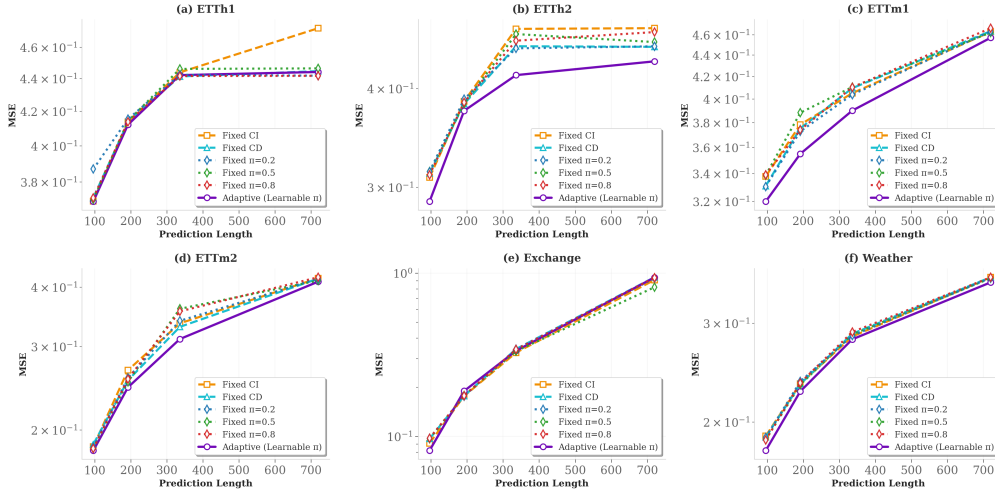 (a) ETTh1
MSE
4.6 × 10⁻¹
4.4 × 10⁻¹
4.2 × 10⁻¹
4 × 10⁻¹
3.8 × 10⁻¹
Fixed CI
Fixed CD
Fixed n=0.2
Fixed n=0.5
Fixed n=0.8
Adaptive (Learnable n)
100 200 300 400 500 600 700
Prediction Length
(b) ETTh2
MSE
4 × 10⁻¹
3 × 10⁻¹
Fixed CI
Fixed CD
Fixed n=0.2
Fixed n=0.5
Fixed n=0.8
Adaptive (Learnable n)
100 200 300 400 500 600 700
Prediction Length
(c) ETTm1
MSE
4.6 × 10⁻¹
4.4 × 10⁻¹
4.2 × 10⁻¹
4 × 10⁻¹
3.8 × 10⁻¹
3.6 × 10⁻¹
3.4 × 10⁻¹
3.2 × 10⁻¹
Fixed CI
Fixed CD
Fixed n=0.2
Fixed n=0.5
Fixed n=0.8
Adaptive (Learnable n)
100 200 300 400 500 600 700
Prediction Length
(d) ETTm2
MSE
4 × 10⁻¹
3 × 10⁻¹
2 × 10⁻¹
Fixed CI
Fixed CD
Fixed n=0.2
Fixed n=0.5
Fixed n=0.8
Adaptive (Learnable n)
100 200 300 400 500 600 700
Prediction Length
(e) Exchange
MSE
10⁰
10⁻¹
Fixed CI
Fixed CD
Fixed n=0.2
Fixed n=0.5
Fixed n=0.8
Adaptive (Learnable n)
100 200 300 400 500 600 700
Prediction Length
(f) Weather
MSE
3 × 10⁻¹
2 × 10⁻¹
Fixed CI
Fixed CD
Fixed n=0.2
Fixed n=0.5
Fixed n=0.8
Adaptive (Learnable n)
100 200 300 400 500 600 700
Prediction Length